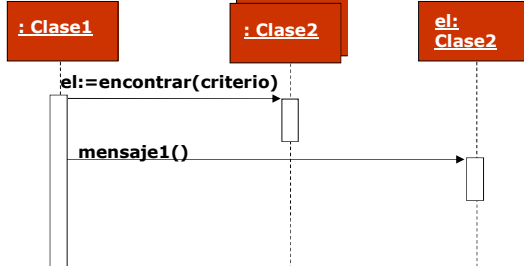 : Clase1
: Clase2
el:
Clase2
el:=encontrar(criterio)
mensaje1()